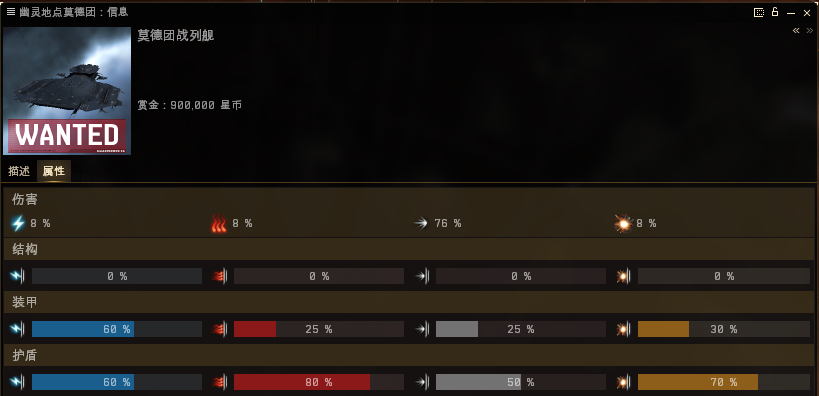 幽灵地点莫德团：信息
莫德团战列舰
赏金：900,000 星币
WANTED
描述 属性
伤害
8 % 8 % 76 % 8 %
结构
0 % 0 % 0 % 0 %
装甲
60 % 25 % 25 % 30 %
护盾
60 % 80 % 50 % 70 %